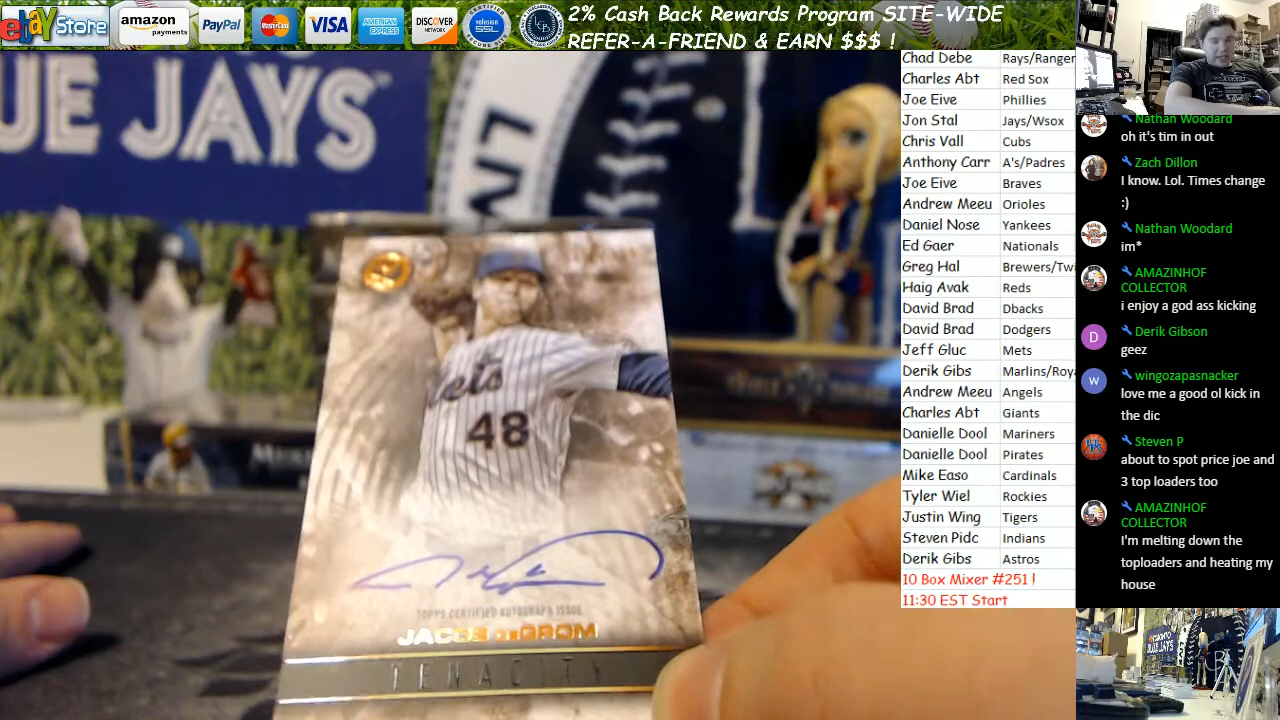 ebay Store
amazon payments
PayPal
MasterCard
VISA
AMERICAN EXPRESS
DISCOVER NETWORK
volusion SSL
2% Cash Back Rewards Program SITE-WIDE
REFER-A-FRIEND & EARN $$$ !
UE JAYS
48
TOPPS CERTIFIED AUTOGRAPH ISSUE
JACOB deGROM
TENACITY
Chad Debe Rays/Ranger
Charles Abt Red Sox
Joe Eive Phillies
Jon Stal Jays/Wsox
Chris Vall Cubs
Anthony Carr A's/Padres
Joe Eive Braves
Andrew Meeu Orioles
Daniel Nose Yankees
Ed Gaer Nationals
Greg Hal Brewers/Twi
Haig Avak Reds
David Brad Dbacks
David Brad Dodgers
Jeff Gluc Mets
Derik Gibs Marlins/Roya
Andrew Meeu Angels
Charles Abt Giants
Danielle Dool Mariners
Danielle Dool Pirates
Mike Easo Cardinals
Tyler Wiel Rockies
Justin Wing Tigers
Steven Pidc Indians
Derik Gibs Astros
10 Box Mixer #251 !
11:30 EST Start
Nathan Woodard
oh it's tim in out
Zach Dillon
I know. Lol. Times change
:)
Nathan Woodard
im*
AMAZINHOF
COLLECTOR
i enjoy a god ass kicking
Derik Gibson
geez
wingozapasnacker
love me a good ol kick in
the dic
Steven P
about to spot price joe and
3 top loaders too
AMAZINHOF
COLLECTOR
I'm melting down the
toploaders and heating my
house
TORONTO
BLUE JAYS